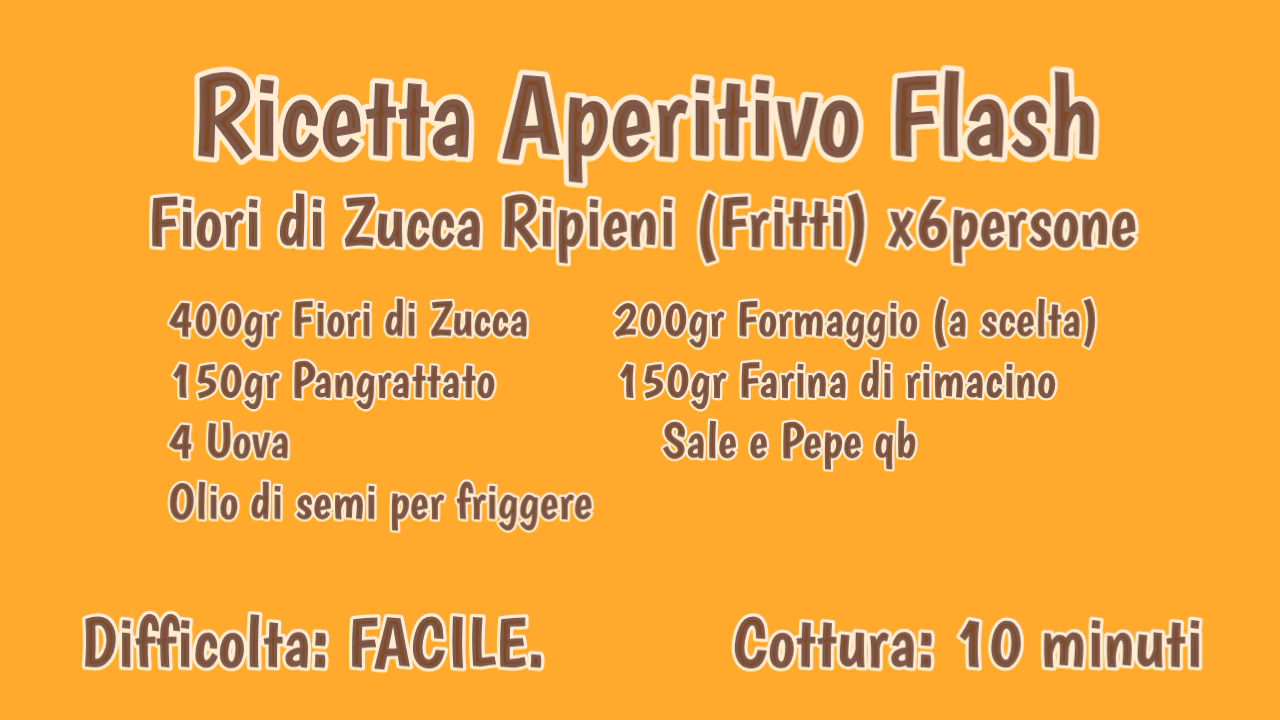 Ricetta Aperitivo Flash
Fiori di Zucca Ripieni (Fritti) x6persone
400gr Fiori di Zucca 200gr Formaggio (a scelta)
150gr Pangrattato 150gr Farina di rimacino
4 Uova Sale e Pepe qb
Olio di semi per friggere
Difficolta: FACILE. Cottura: 10 minuti